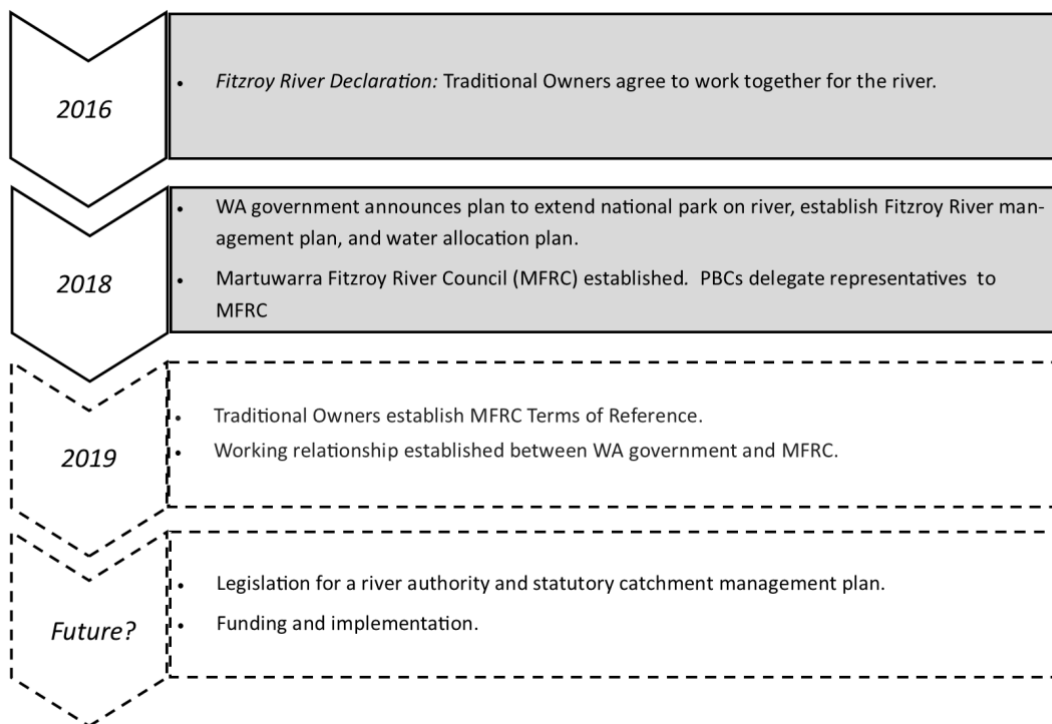 2016
• Fitzroy River Declaration: Traditional Owners agree to work together for the river.
2018
• WA government announces plan to extend national park on river, establish Fitzroy River man-
agement plan, and water allocation plan.
• Martuwarra Fitzroy River Council (MFRC) established.  PBCs delegate representatives  to
MFRC
2019
• Traditional Owners establish MFRC Terms of Reference.
• Working relationship established between WA government and MFRC.
Future?
• Legislation for a river authority and statutory catchment management plan.
• Funding and implementation.